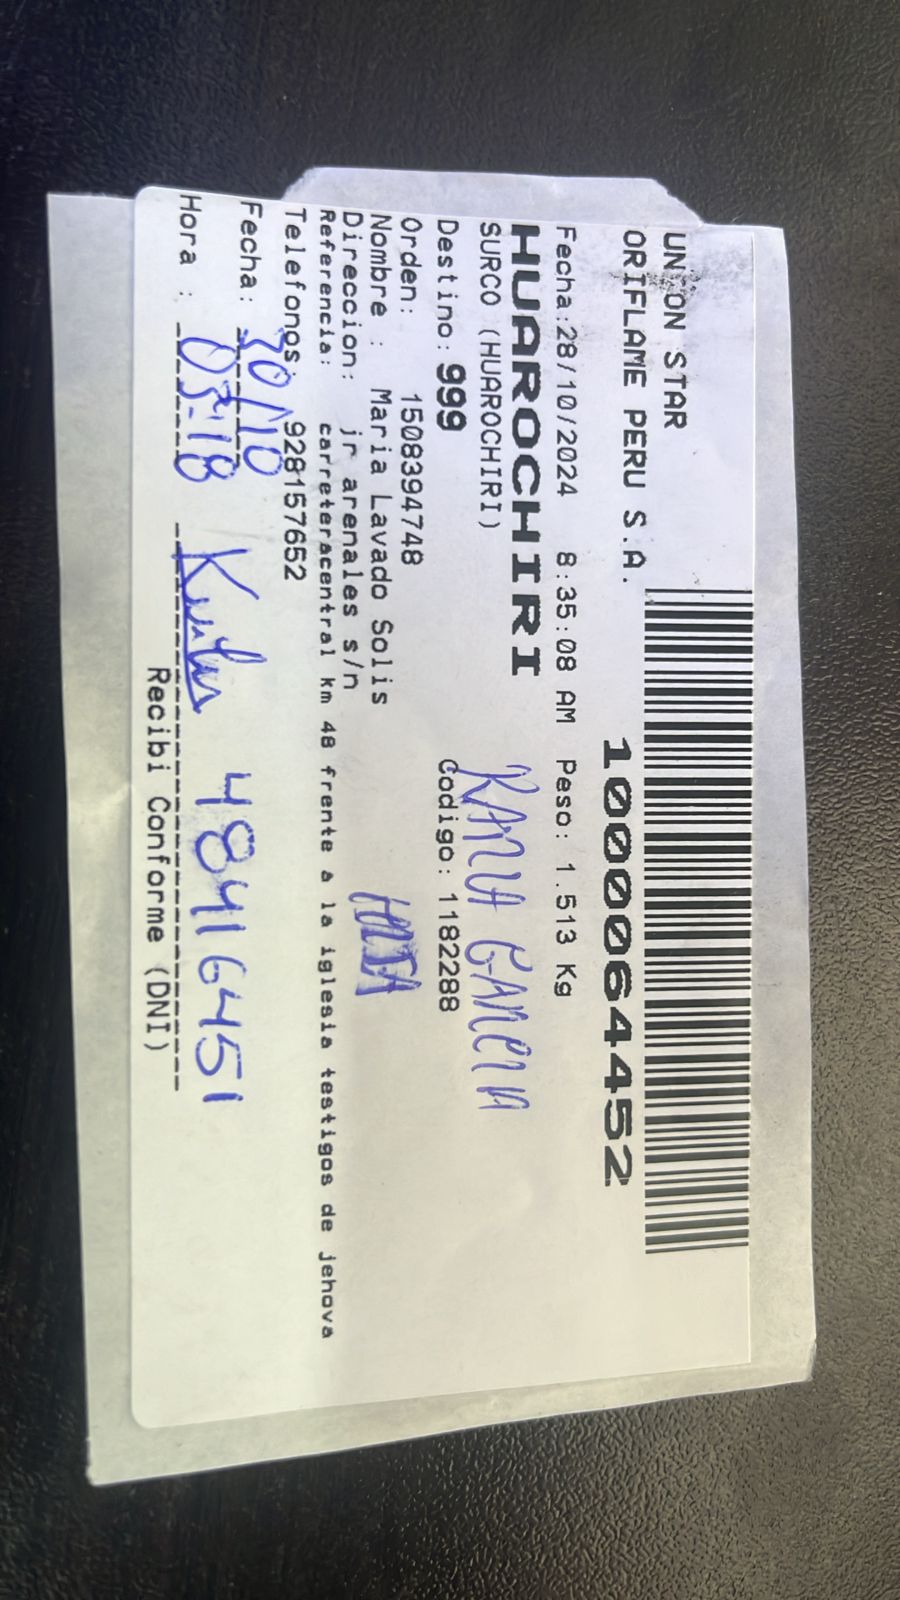 UNION STAR
ORIFLAME PERU S.A.
1000064452
Fecha:28/10/2024 8:35:08 AM Peso: 1.513 Kg
HUAROCHIRI
SURCO (HUAROCHIRI)
Destino: 999 Codigo: 1182288
Orden: 1508394748
Nombre : Maria Lavado Solis
Direccion: jr arenales s/n
Referencia: carreteracentral km 48 frente a la iglesia testigos de jehova
Telefonos: 928157652
Fecha: 30/10
Hora : 03:18 48416451
Recibi Conforme (DNI)